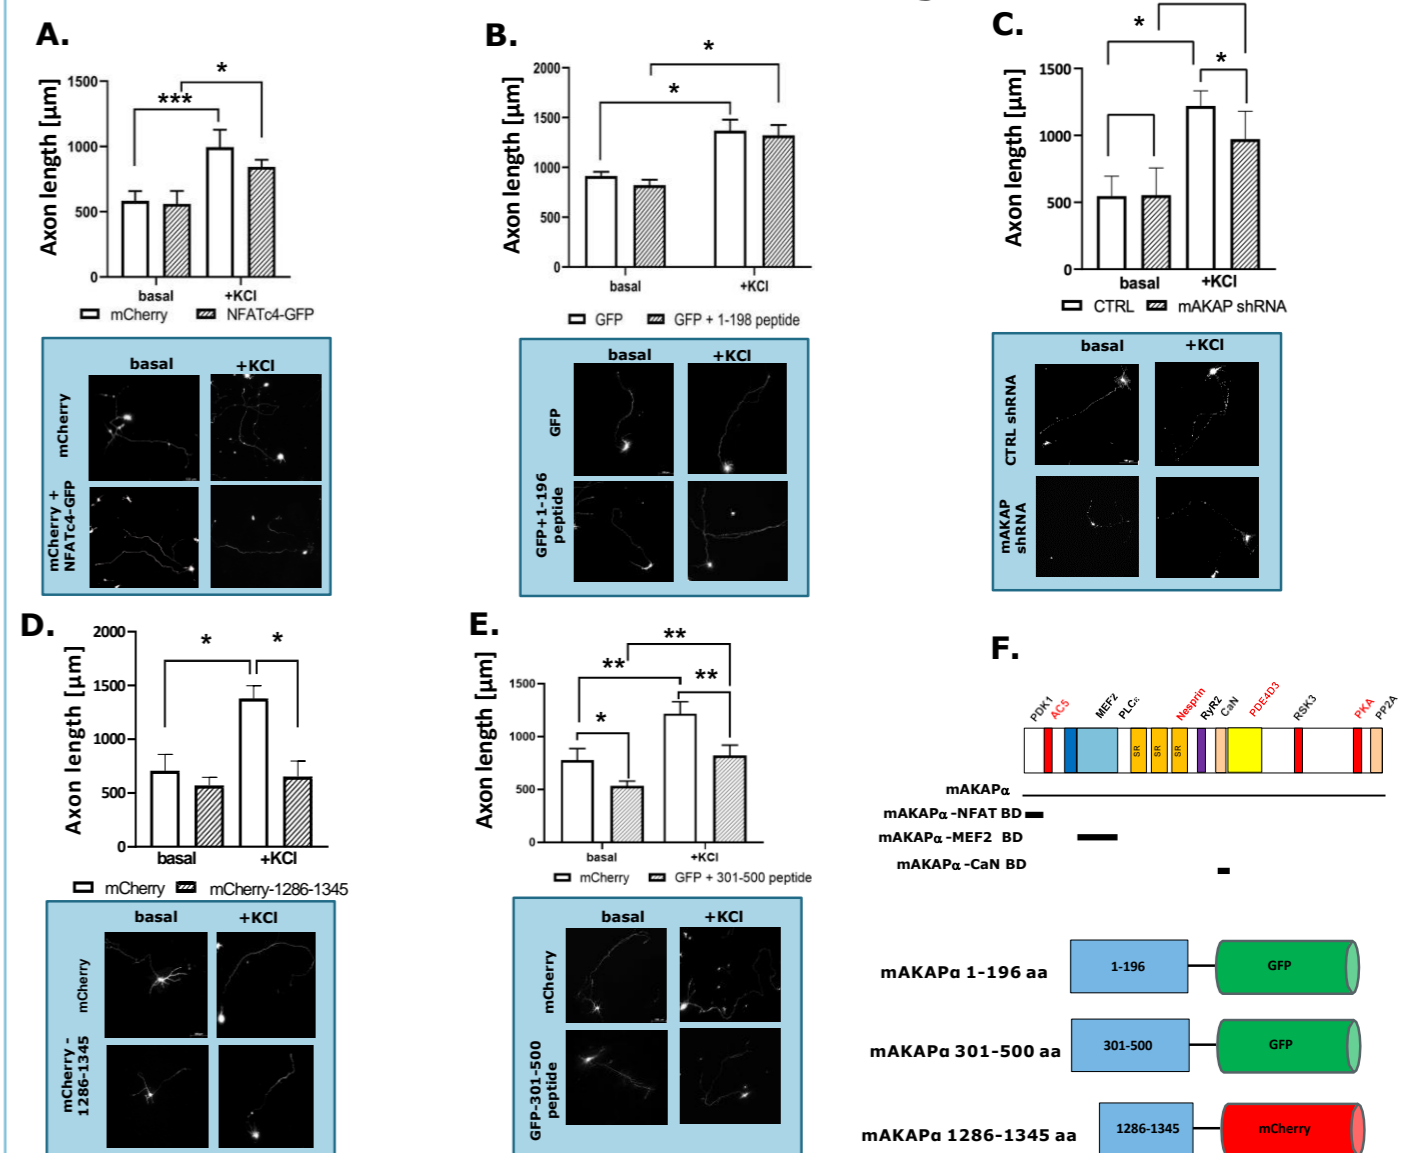 A.
Axon length [µm]
1500
1000
500
0
***
*
basal
+KCl
mCherry
NFATc4-GFP
basal
+KCl
mCherry
mCherry +
NFATc4-GFP
B.
Axon length [µm]
2000
1500
1000
500
0
*
*
basal
+KCl
GFP
GFP + 1-198 peptide
basal
+KCl
GFP
GFP+1-196
peptide
C.
Axon length [µm]
1500
1000
500
0
*
*
basal
+KCl
CTRL
mAKAP shRNA
basal
+KCl
CTRL shRNA
mAKAP
shRNA
D.
Axon length [µm]
2000
1500
1000
500
0
*
*
basal
+KCl
mCherry
mCherry-1286-1345
basal
+KCl
mCherry
mCherry -
1286-1345
E.
Axon length [µm]
1500
1000
500
0
**
**
**
*
basal
+KCl
mCherry
GFP + 301-500 peptide
basal
+KCl
mCherry
GFP-301-500
peptide
F.
PDK1 AC5 MEF2 PLCε Nesprin RyR2 CaN PDE4D3 RSK3 PKA PP2A
SR SR SR
mAKAPα
mAKAPα-NFAT BD
mAKAPα-MEF2 BD
mAKAPα-CaN BD
mAKAPα 1-196 aa
1-196
GFP
mAKAPα 301-500 aa
301-500
GFP
mAKAPα 1286-1345 aa
1286-1345
mCherry